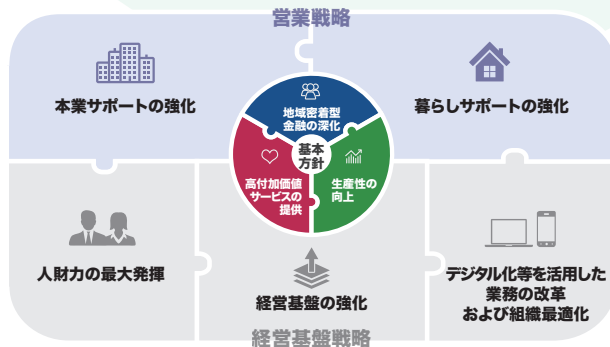 営業戦略
本業サポートの強化
暮らしサポートの強化
地域密着型
金融の深化
基本
方針
高付加価値
サービスの
提供
生産性の
向上
人財力の最大発揮
経営基盤の強化
デジタル化等を活用した
業務の改革
および組織最適化
経営基盤戦略